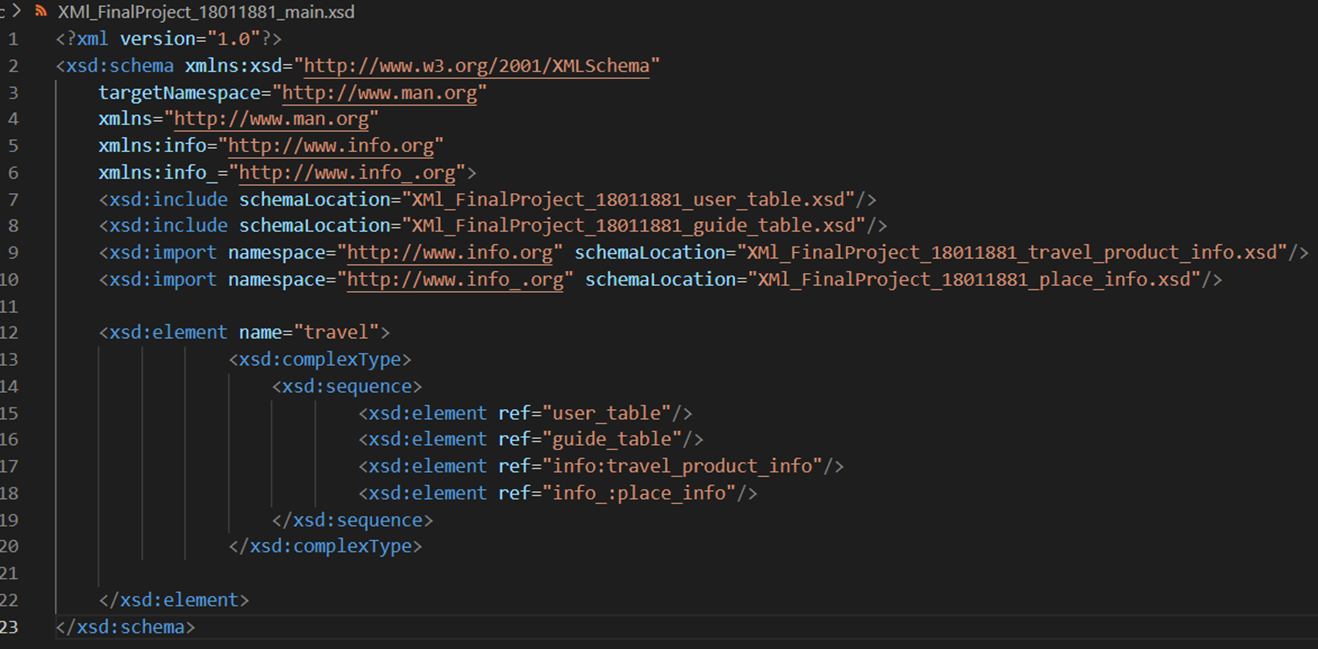 c > XMl_FinalProject_18011881_main.xsd
1 <?xml version="1.0"?>
2 <xsd:schema xmlns:xsd="http://www.w3.org/2001/XMLSchema"
3 targetNamespace="http://www.man.org"
4 xmlns="http://www.man.org"
5 xmlns:info="http://www.info.org"
6 xmlns:info_="http://www.info_.org">
7 <xsd:include schemaLocation="XMl_FinalProject_18011881_user_table.xsd"/>
8 <xsd:include schemaLocation="XMl_FinalProject_18011881_guide_table.xsd"/>
9 <xsd:import namespace="http://www.info.org" schemaLocation="XMl_FinalProject_18011881_travel_product_info.xsd"/>
10 <xsd:import namespace="http://www.info_.org" schemaLocation="XMl_FinalProject_18011881_place_info.xsd"/>
11
12 <xsd:element name="travel">
13 <xsd:complexType>
14 <xsd:sequence>
15 <xsd:element ref="user_table"/>
16 <xsd:element ref="guide_table"/>
17 <xsd:element ref="info:travel_product_info"/>
18 <xsd:element ref="info_:place_info"/>
19 </xsd:sequence>
20 </xsd:complexType>
21
22 </xsd:element>
23 </xsd:schema>